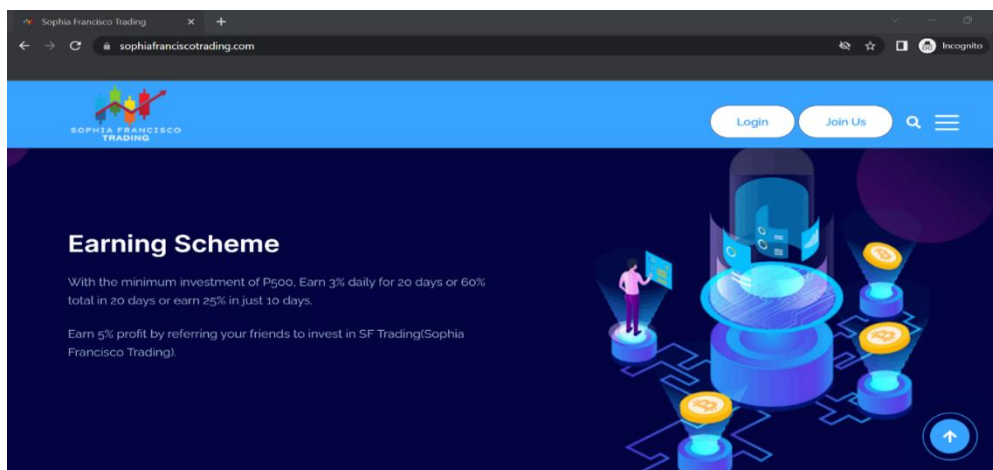 Sophia Francisco Trading
sophiafranciscotrading.com
Incognito
SOPHIA FRANCISCO
TRADING
Login
Join Us
Earning Scheme
With the minimum investment of P500, Earn 3% daily for 20 days or 60%
total in 20 days or earn 25% in just 10 days.
Earn 5% profit by referring your friends to invest in SF Trading(Sophia
Francisco Trading).